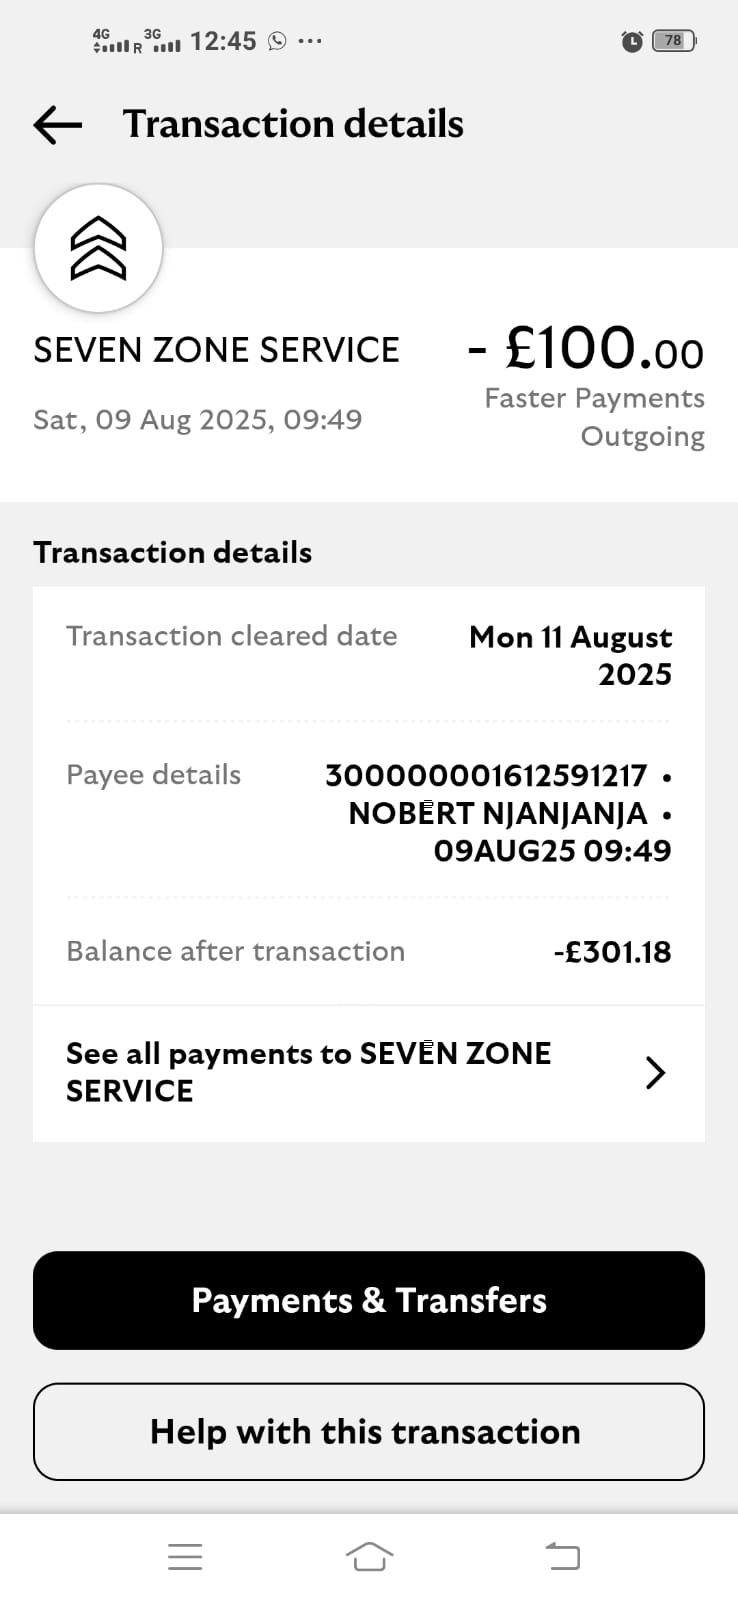 4G 3G R 12:45 78
Transaction details
SEVEN ZONE SERVICE
- £100.00
Sat, 09 Aug 2025, 09:49
Faster Payments
Outgoing
Transaction details
Transaction cleared date
Mon 11 August
2025
Payee details
300000001612591217 •
NOBĒRT NJANJANJA •
09AUG25 09:49
Balance after transaction
-£301.18
See all payments to SEVĒN ZONE
SERVICE
Payments & Transfers
Help with this transaction